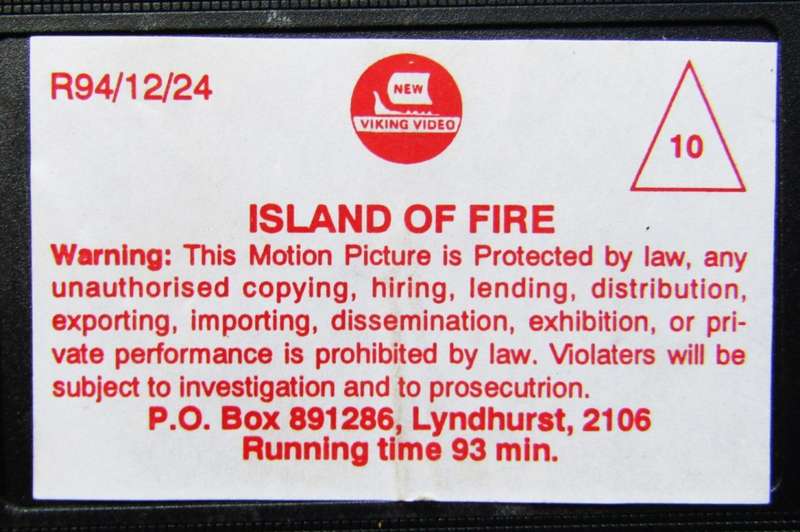 R94/12/24
NEW
VIKING VIDEO
10
ISLAND OF FIRE
Warning: This Motion Picture is Protected by law, any
unauthorised copying, hiring, lending, distribution,
exporting, importing, dissemination, exhibition, or pri-
vate performance is prohibited by law. Violaters will be
subject to investigation and to prosecutrion.
P.O. Box 891286, Lyndhurst, 2106
Running time 93 min.